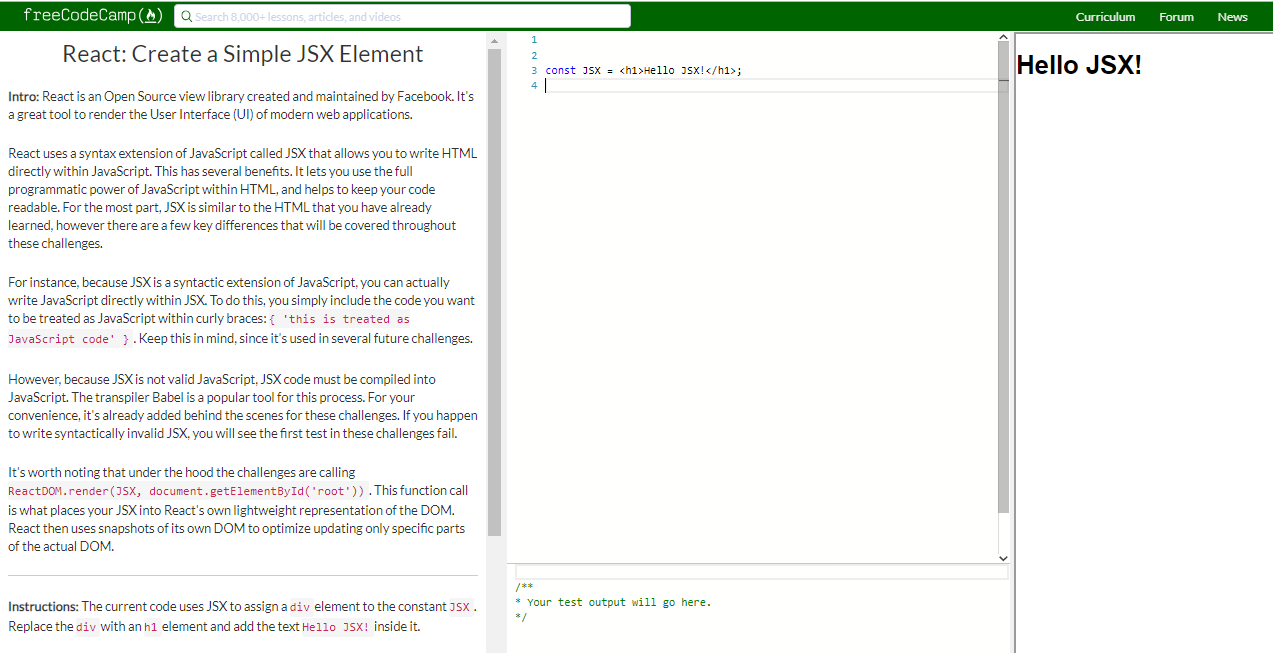 freeCodeCamp
Search 8,000+ lessons, articles, and videos
Curriculum Forum News
React: Create a Simple JSX Element
Intro: React is an Open Source view library created and maintained by Facebook. It's
a great tool to render the User Interface (UI) of modern web applications.
React uses a syntax extension of JavaScript called JSX that allows you to write HTML
directly within JavaScript. This has several benefits. It lets you use the full
programmatic power of JavaScript within HTML, and helps to keep your code
readable. For the most part, JSX is similar to the HTML that you have already
learned, however there are a few key differences that will be covered throughout
these challenges.
For instance, because JSX is a syntactic extension of JavaScript, you can actually
write JavaScript directly within JSX. To do this, you simply include the code you want
to be treated as JavaScript within curly braces: { 'this is treated as
JavaScript code' } . Keep this in mind, since it's used in several future challenges.
However, because JSX is not valid JavaScript, JSX code must be compiled into
JavaScript. The transpiler Babel is a popular tool for this process. For your
convenience, it's already added behind the scenes for these challenges. If you happen
to write syntactically invalid JSX, you will see the first test in these challenges fail.
It's worth noting that under the hood the challenges are calling
ReactDOM.render(JSX, document.getElementById('root')) . This function call
is what places your JSX into React's own lightweight representation of the DOM.
React then uses snapshots of its own DOM to optimize updating only specific parts
of the actual DOM.
Instructions: The current code uses JSX to assign a div element to the constant JSX .
Replace the div with an h1 element and add the text Hello JSX! inside it.
1
2
3 const JSX = <h1>Hello JSX!</h1>;
4
/**
* Your test output will go here.
*/
Hello JSX!